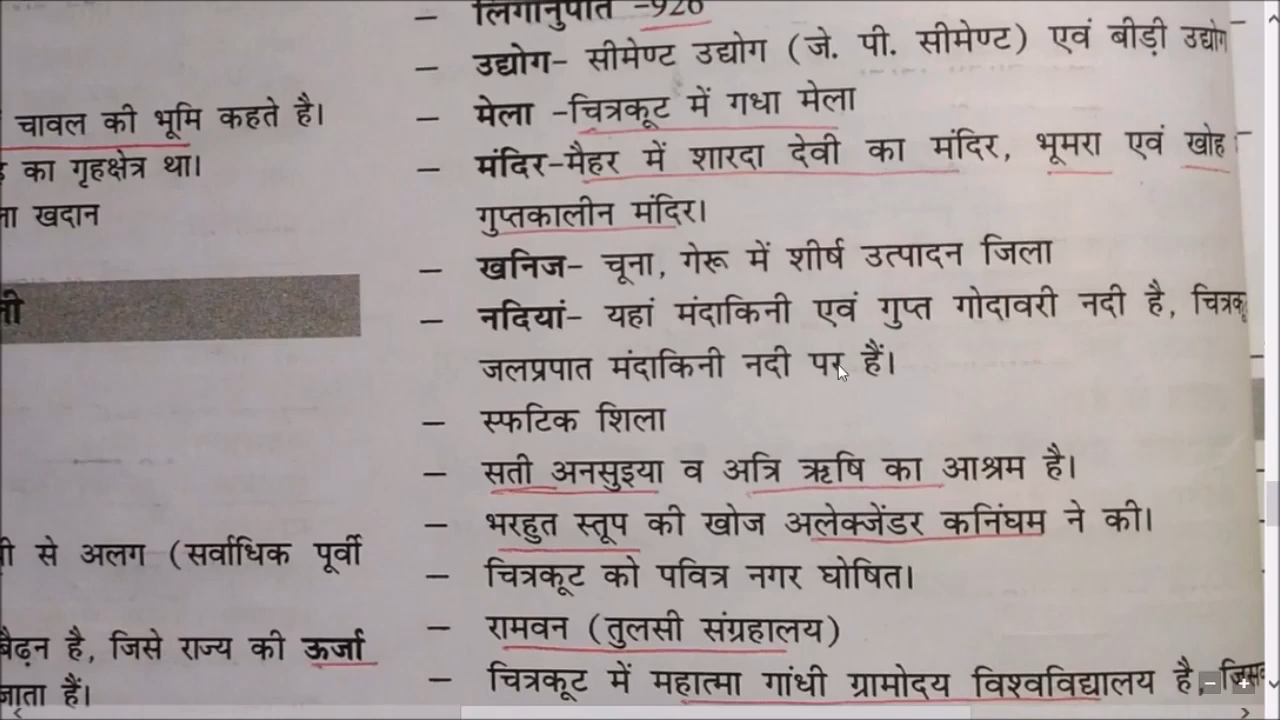 चावल की भूमि कहते है।
का गृहक्षेत्र था।
खदान
से अलग (सर्वाधिक पूर्वी
बैढ़न है, जिसे राज्य की ऊर्जा
जाता हैं।
– लिंगानुपात -926
– उद्योग- सीमेण्ट उद्योग (जे. पी. सीमेण्ट) एवं बीड़ी उद्योग
– मेला -चित्रकूट में गधा मेला
– मंदिर-मैहर में शारदा देवी का मंदिर, भूमरा एवं खोह
गुप्तकालीन मंदिर।
– खनिज- चूना, गेरू में शीर्ष उत्पादन जिला
– नदियां- यहां मंदाकिनी एवं गुप्त गोदावरी नदी है,
जलप्रपात मंदाकिनी नदी पर हैं।
– स्फटिक शिला
– सती अनसुइया व अत्रि ऋषि का आश्रम है।
– भरहुत स्तूप की खोज अलेक्जेंडर कनिंघम ने की।
– चित्रकूट को पवित्र नगर घोषित।
– रामवन (तुलसी संग्रहालय)
– चित्रकूट में महात्मा गांधी ग्रामोदय विश्वविद्यालय है,